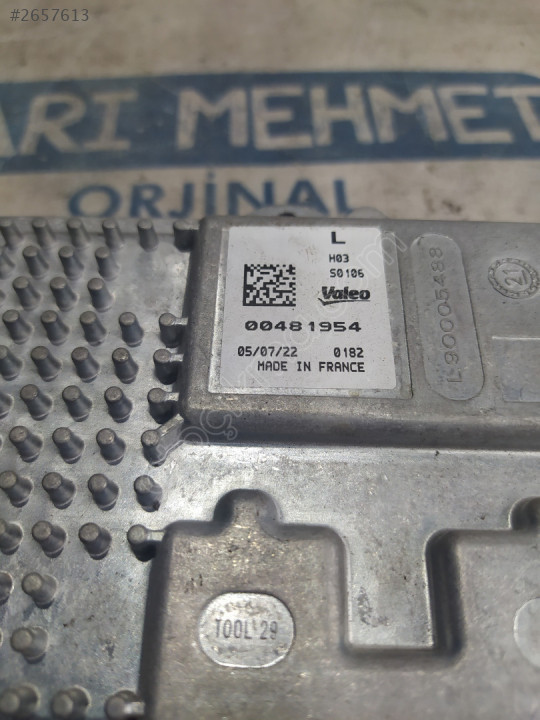 #2657613
ARI MEHMET
ORJİNAL
L
H03
S0106
Valeo
00481954
05/07/22 0182
MADE IN FRANCE
L90005488
21
TOOL 29